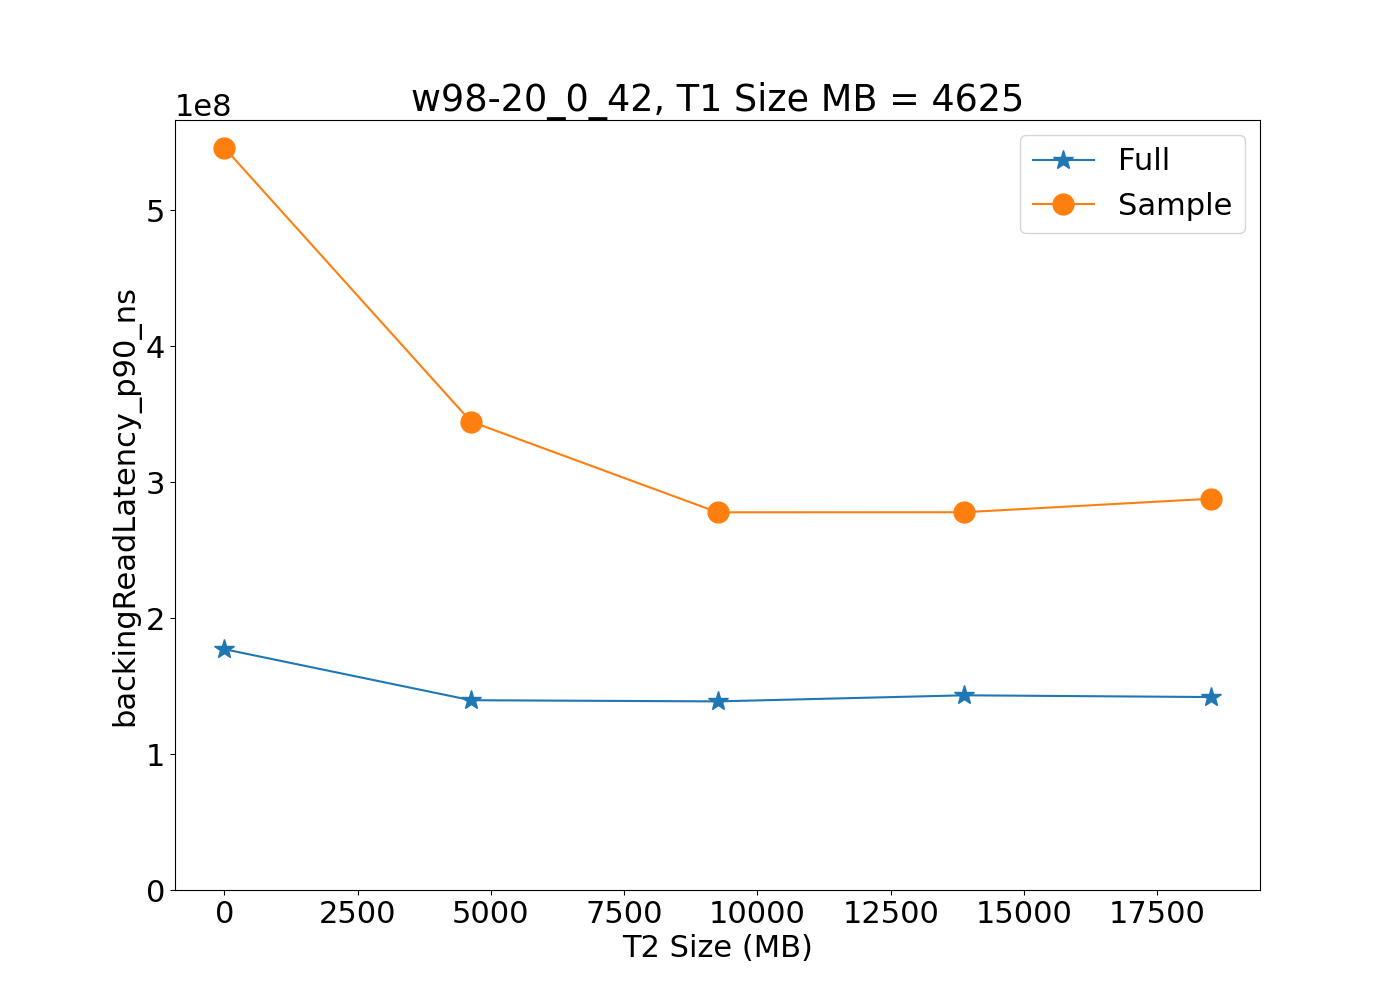 w98-20_0_42, T1 Size MB = 4625
1e8
Full
Sample
5
4
3
2
1
0
backingReadLatency_p90_ns
0 2500 5000 7500 10000 12500 15000 17500
T2 Size (MB)